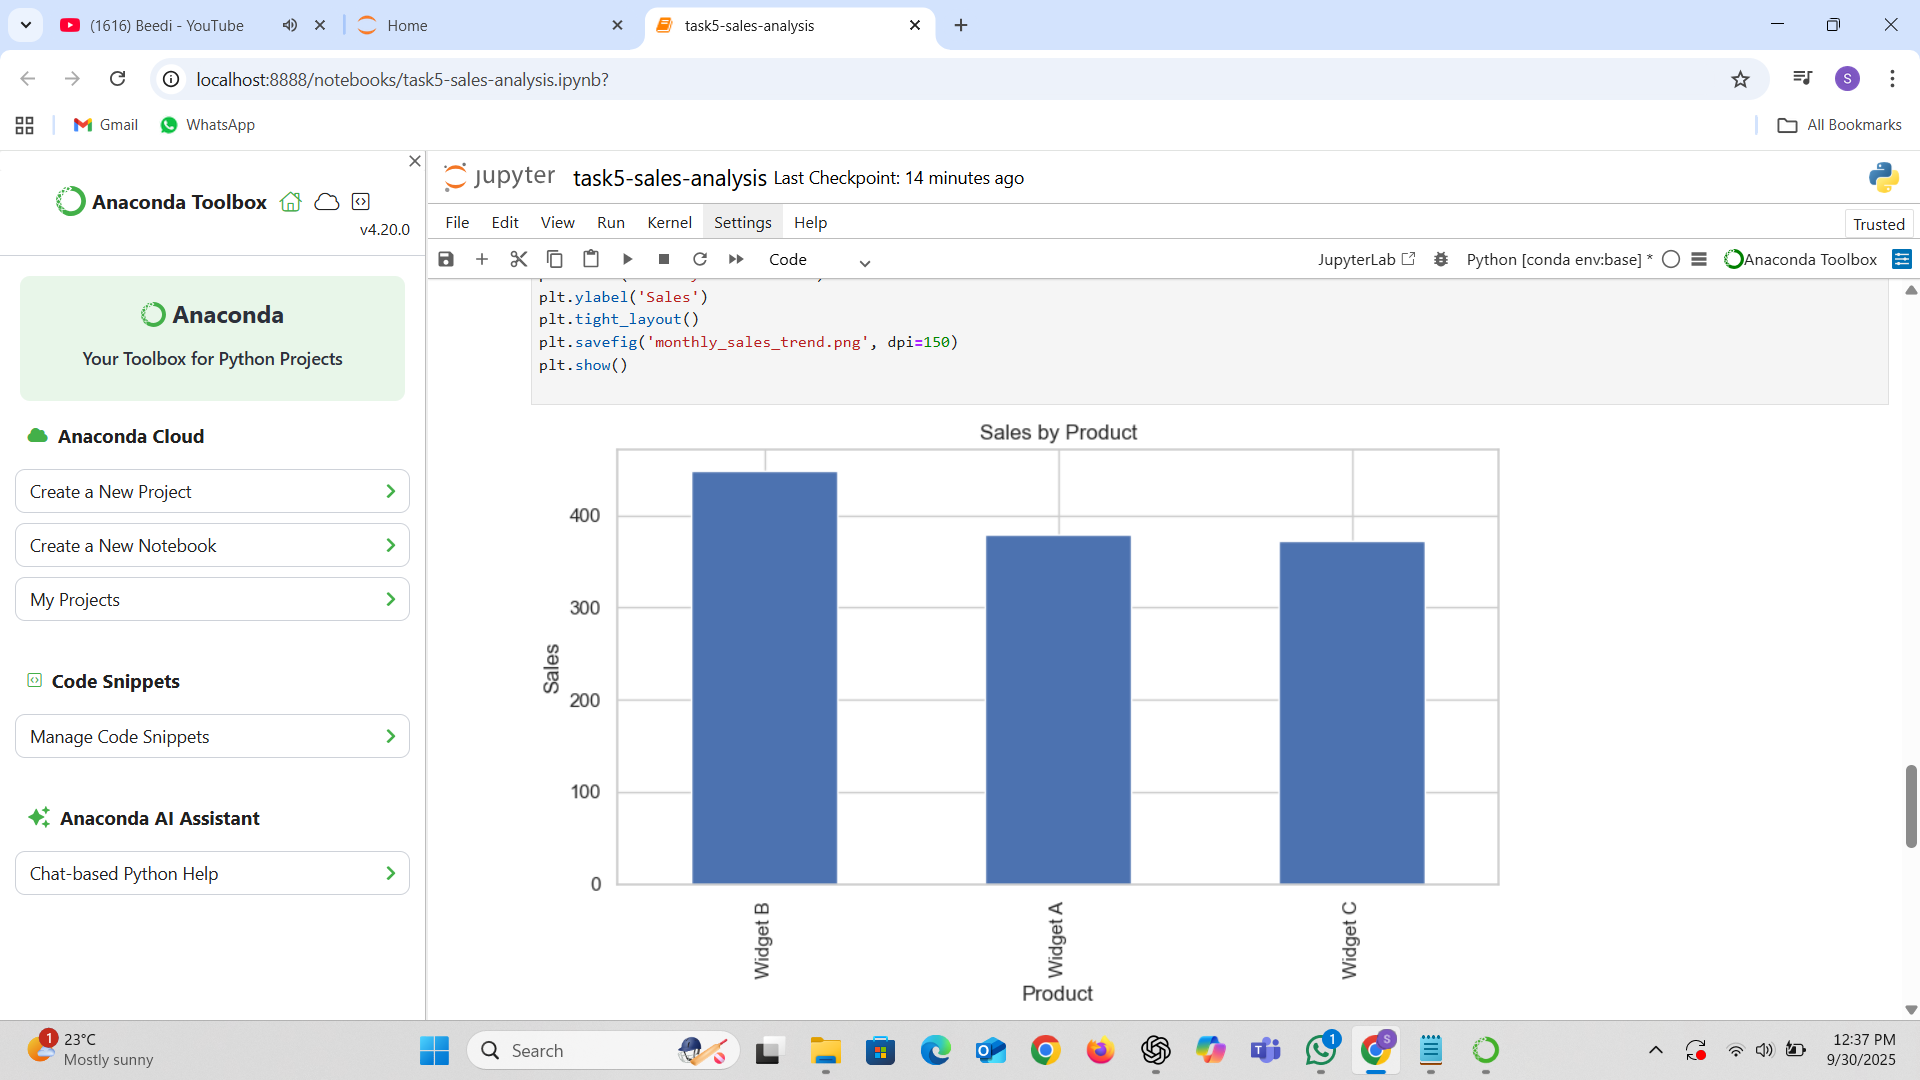 (1616) Beedi - YouTube
Home
task5-sales-analysis
localhost:8888/notebooks/task5-sales-analysis.ipynb?
S
Gmail
WhatsApp
All Bookmarks
Anaconda Toolbox
v4.20.0
Anaconda
Your Toolbox for Python Projects
Anaconda Cloud
Create a New Project
Create a New Notebook
My Projects
Code Snippets
Manage Code Snippets
Anaconda AI Assistant
Chat-based Python Help
jupyter task5-sales-analysis Last Checkpoint: 14 minutes ago
File Edit View Run Kernel Settings Help
Trusted
Code
JupyterLab
Python [conda env:base] *
Anaconda Toolbox
plt.ylabel('Sales')
plt.tight_layout()
plt.savefig('monthly_sales_trend.png', dpi=150)
plt.show()
Sales by Product
400
300
200
100
0
Sales
Widget B
Widget A
Widget C
Product
1
23°C
Mostly sunny
Search
1
S
12:37 PM
9/30/2025